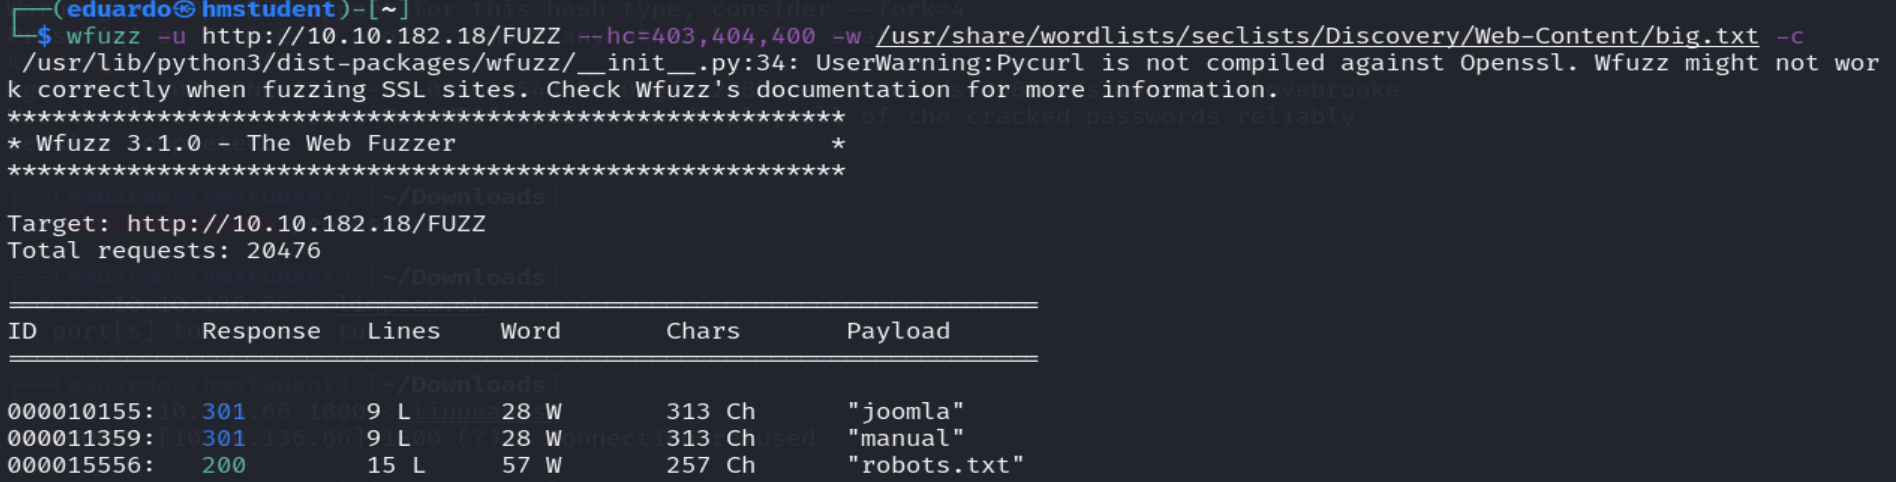 ┌──(eduardo㉿hmstudent)-[~]
└─$ wfuzz -u http://10.10.182.18/FUZZ --hc=403,404,400 -w /usr/share/wordlists/seclists/Discovery/Web-Content/big.txt -c
/usr/lib/python3/dist-packages/wfuzz/__init__.py:34: UserWarning:Pycurl is not compiled against Openssl. Wfuzz might not wor
k correctly when fuzzing SSL sites. Check Wfuzz's documentation for more information.
********************************************************
* Wfuzz 3.1.0 - The Web Fuzzer                         *
********************************************************
Target: http://10.10.182.18/FUZZ
Total requests: 20476
=====================================================================
ID           Response   Lines    Word       Chars       Payload
=====================================================================
000010155:   301        9 L      28 W       313 Ch      "joomla"
000011359:   301        9 L      28 W       313 Ch      "manual"
000015556:   200        15 L     57 W       257 Ch      "robots.txt"